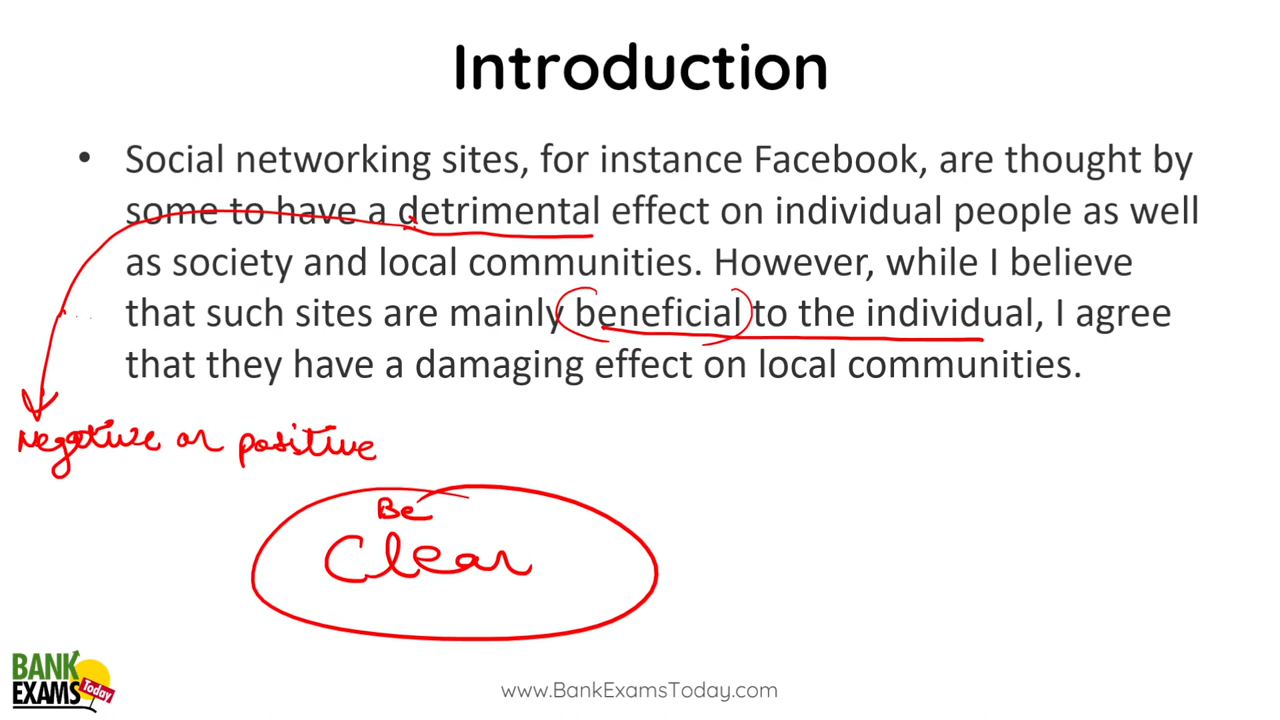 Introduction
• Social networking sites, for instance Facebook, are thought by
some to have a detrimental effect on individual people as well
as society and local communities. However, while I believe
that such sites are mainly beneficial to the individual, I agree
that they have a damaging effect on local communities.
Negative or positive
Be
Clear
BANK
EXAMS
Today
www.BankExamsToday.com